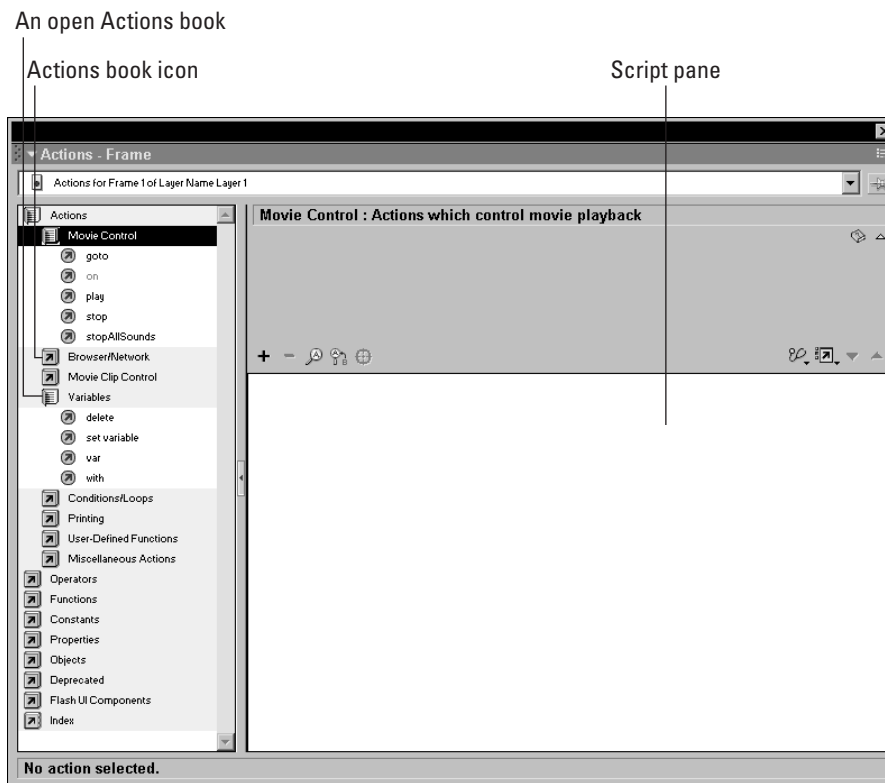 An open Actions book
Actions book icon
Script pane
Actions - Frame
Actions for Frame 1 of Layer Name Layer 1
Actions
Movie Control
goto
on
play
stop
stopAllSounds
Browser/Network
Movie Clip Control
Variables
delete
set variable
var
with
Conditions/Loops
Printing
User-Defined Functions
Miscellaneous Actions
Operators
Functions
Constants
Properties
Objects
Deprecated
Flash UI Components
Index
Movie Control : Actions which control movie playback
No action selected.